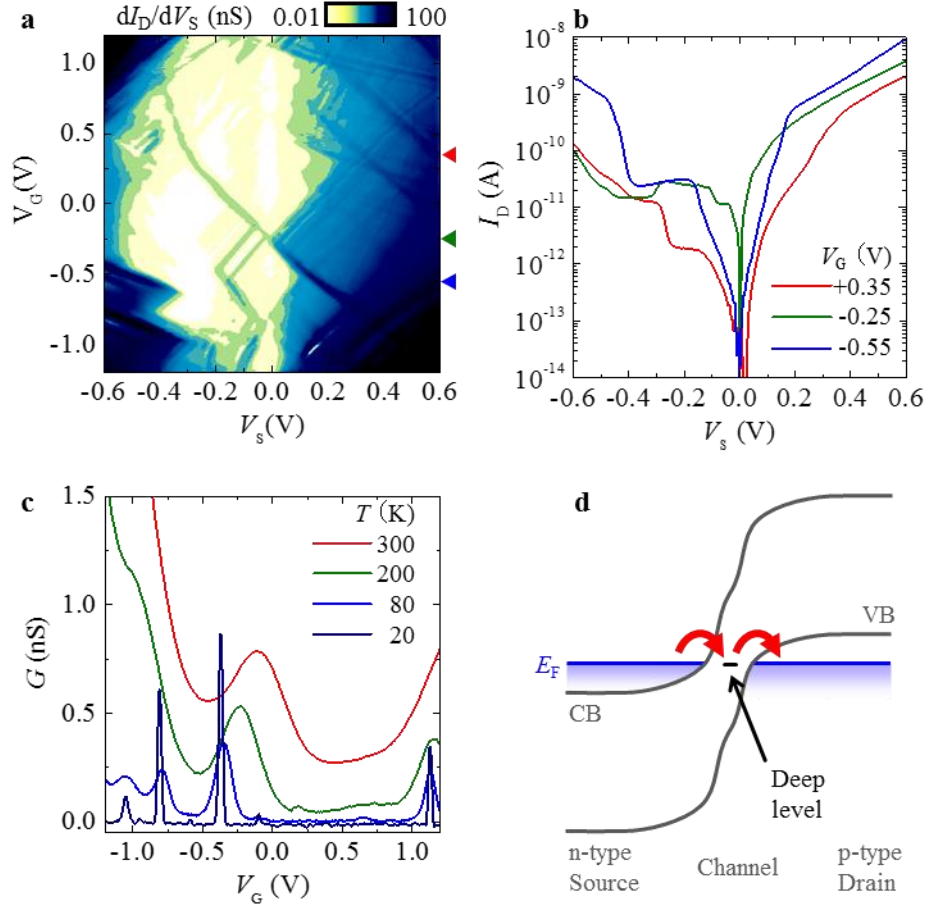 a
dI_D/dV_S (nS) 0.01 100
1.0
0.5
0.0
-0.5
-1.0
V_G(V)
-0.6 -0.4 -0.2 0.0 0.2 0.4 0.6
V_s(V)
b
10^-8
10^-9
10^-10
10^-11
10^-12
10^-13
10^-14
I_D (A)
V_G (V)
+0.35
-0.25
-0.55
-0.6 -0.4 -0.2 0.0 0.2 0.4 0.6
V_s (V)
c
1.5
1.0
0.5
0.0
G (nS)
T (K)
300
200
80
20
-1.0 -0.5 0.0 0.5 1.0
V_G (V)
d
VB
E_F
CB
Deep
level
n-type
Source
Channel
p-type
Drain